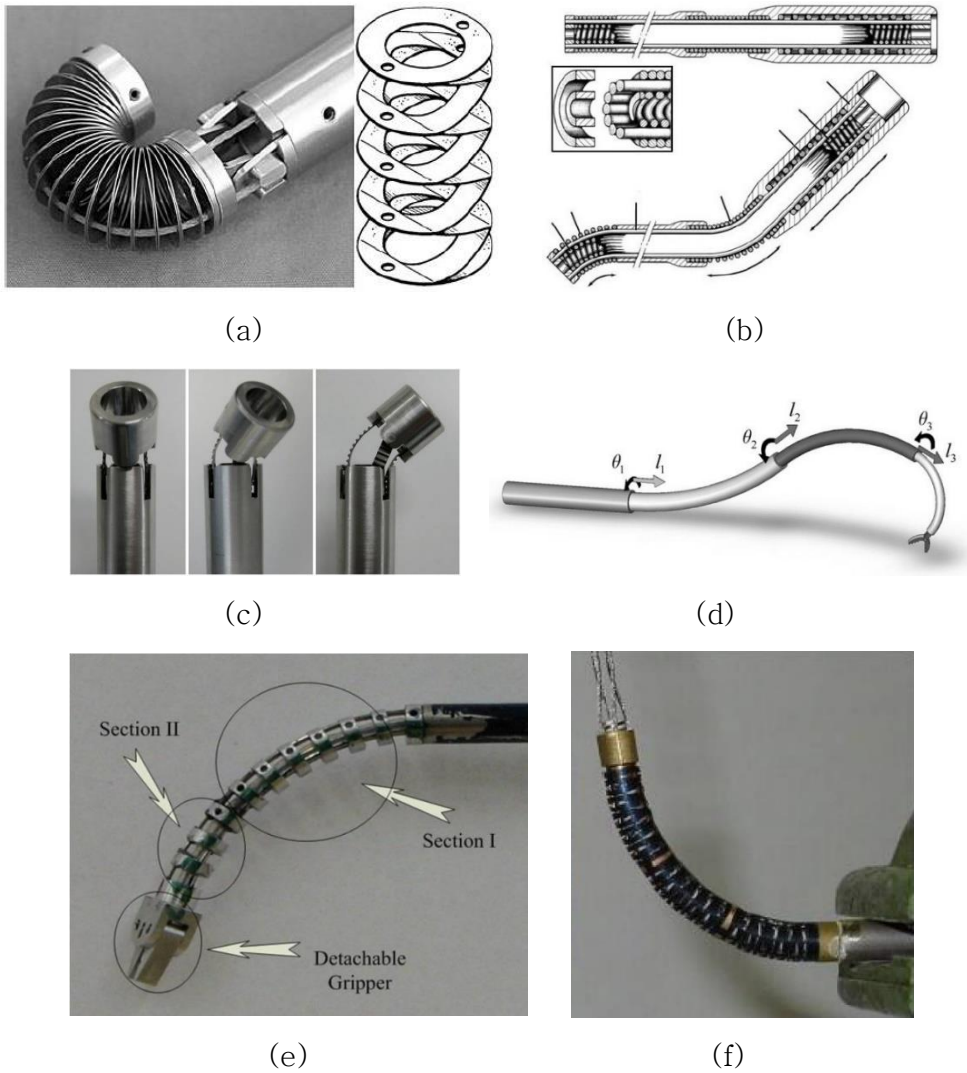 (a)
(b)
(c)
θ1
l1
θ2
l2
θ3
l3
(d)
Section II
Section I
Detachable
Gripper
(e)
(f)